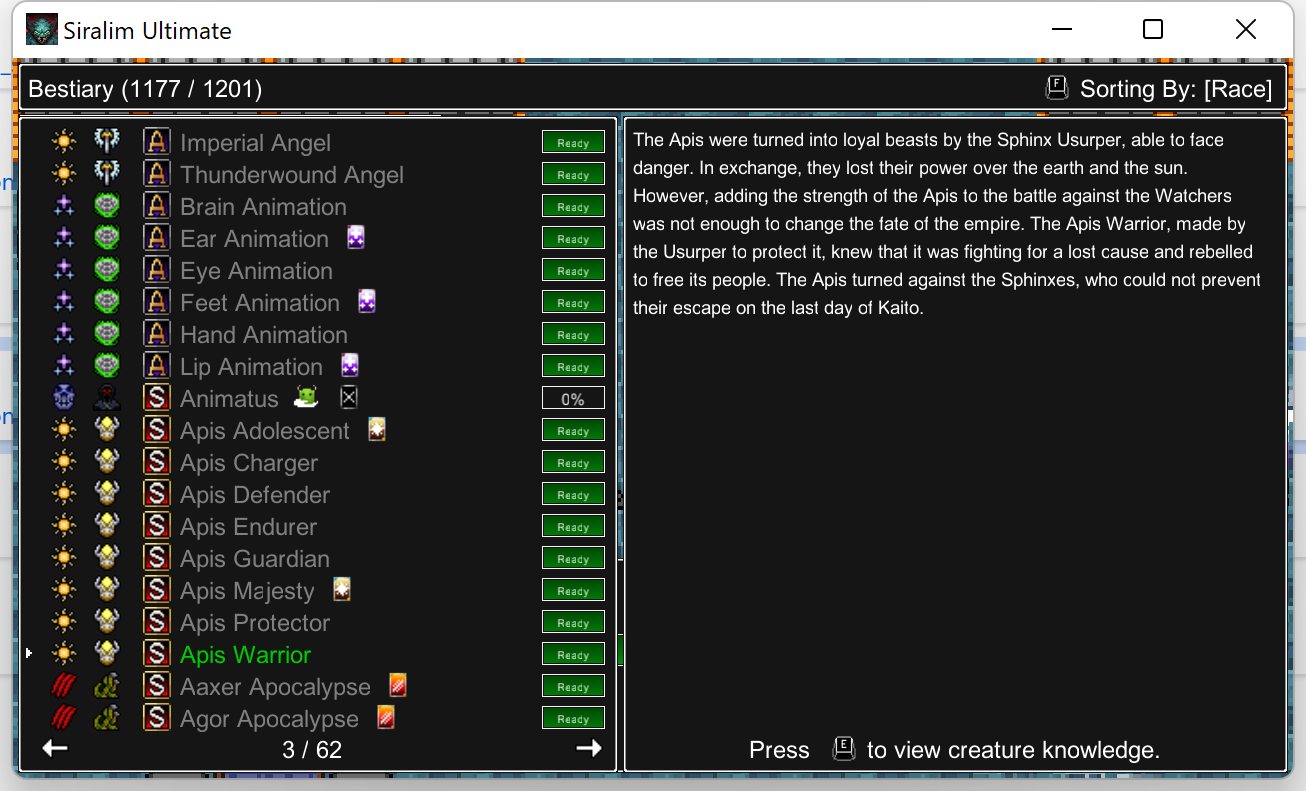 Siralim Ultimate
Bestiary (1177 / 1201)
F Sorting By: [Race]
A Imperial Angel Ready
A Thunderwound Angel Ready
A Brain Animation Ready
A Ear Animation Ready
A Eye Animation Ready
A Feet Animation Ready
A Hand Animation Ready
A Lip Animation Ready
S Animatus 0%
S Apis Adolescent Ready
S Apis Charger Ready
S Apis Defender Ready
S Apis Endurer Ready
S Apis Guardian Ready
S Apis Majesty Ready
S Apis Protector Ready
S Apis Warrior Ready
S Aaxer Apocalypse Ready
S Agor Apocalypse Ready
3 / 62
The Apis were turned into loyal beasts by the Sphinx Usurper, able to face
danger. In exchange, they lost their power over the earth and the sun.
However, adding the strength of the Apis to the battle against the Watchers
was not enough to change the fate of the empire. The Apis Warrior, made by
the Usurper to protect it, knew that it was fighting for a lost cause and rebelled
to free its people. The Apis turned against the Sphinxes, who could not prevent
their escape on the last day of Kaito.
Press E to view creature knowledge.
on
on